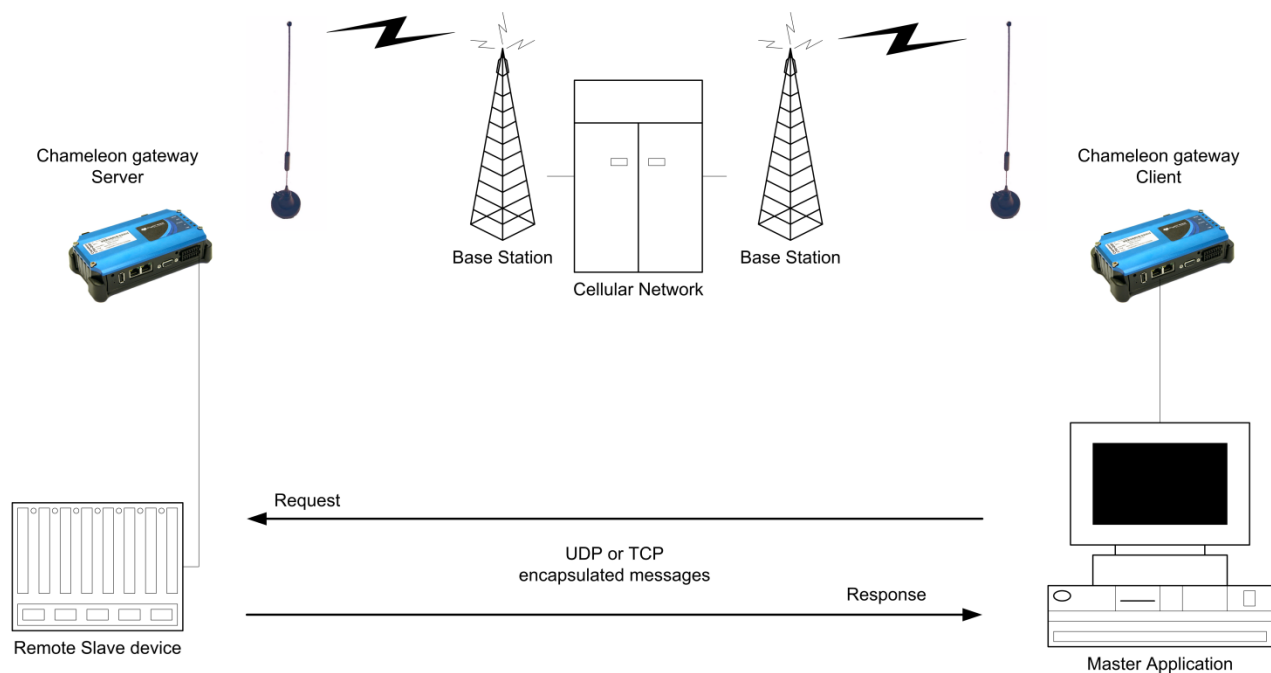 Chameleon gateway
Server
Base Station
Cellular Network
Base Station
Chameleon gateway
Client
Request
UDP or TCP
encapsulated messages
Response
Remote Slave device
Master Application